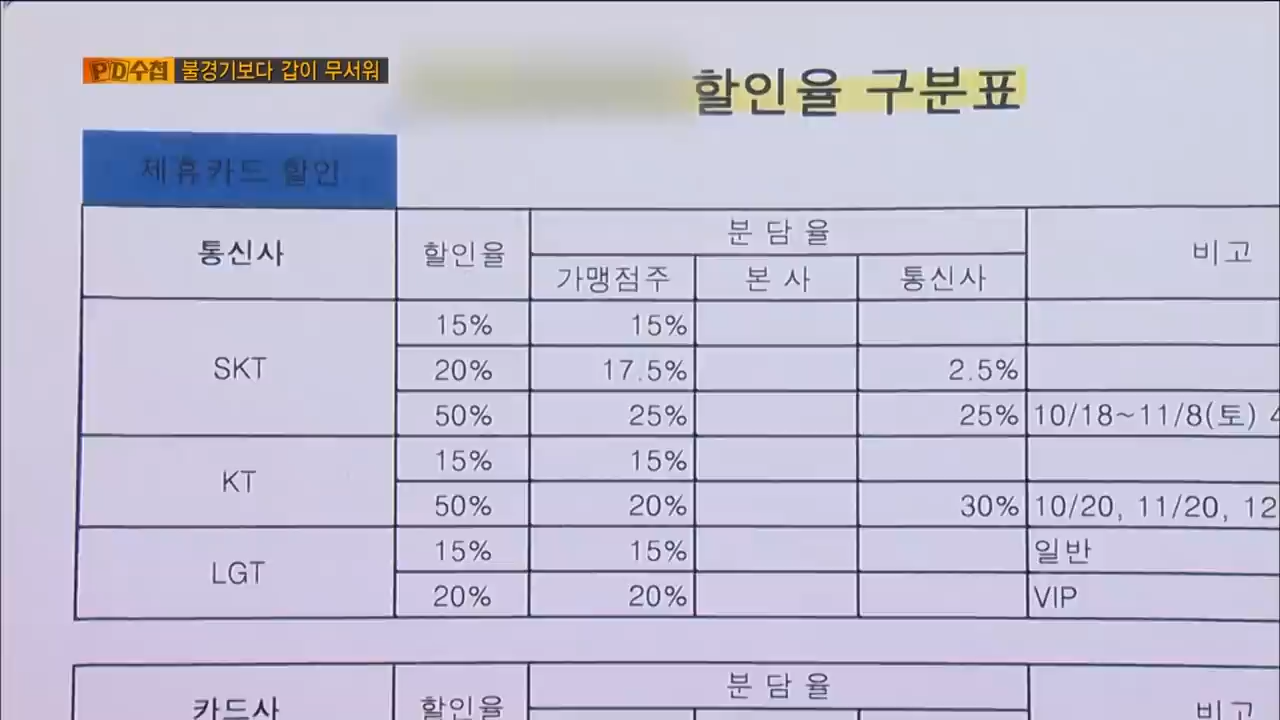 PD수첩 불경기보다 갑이 무서워
할인율 구분표
제휴카드 할인
통신사 할인율 분 담 율 비고
가맹점주 본 사 통신사
SKT
15% 15%
20% 17.5% 2.5%
50% 25% 25% 10/18~11/8(토)
KT
15% 15%
50% 20% 30% 10/20, 11/20, 12
LGT
15% 15% 일반
20% 20% VIP
카드사 할인율 분 담 율 비고